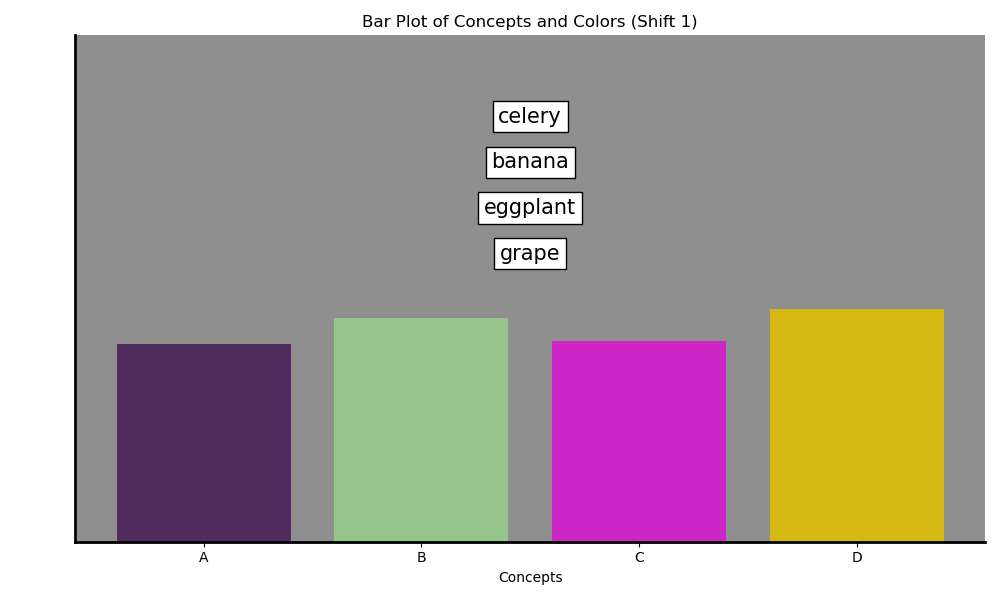 Bar Plot of Concepts and Colors (Shift 1)
celery
banana
eggplant
grape
A B C D
Concepts